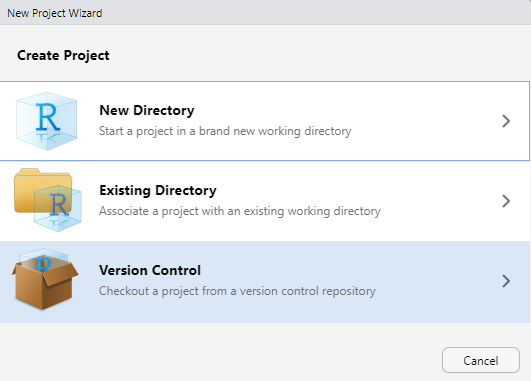 New Project Wizard
Create Project
R
New Directory
Start a project in a brand new working directory
R
Existing Directory
Associate a project with an existing working directory
R
Version Control
Checkout a project from a version control repository
Cancel